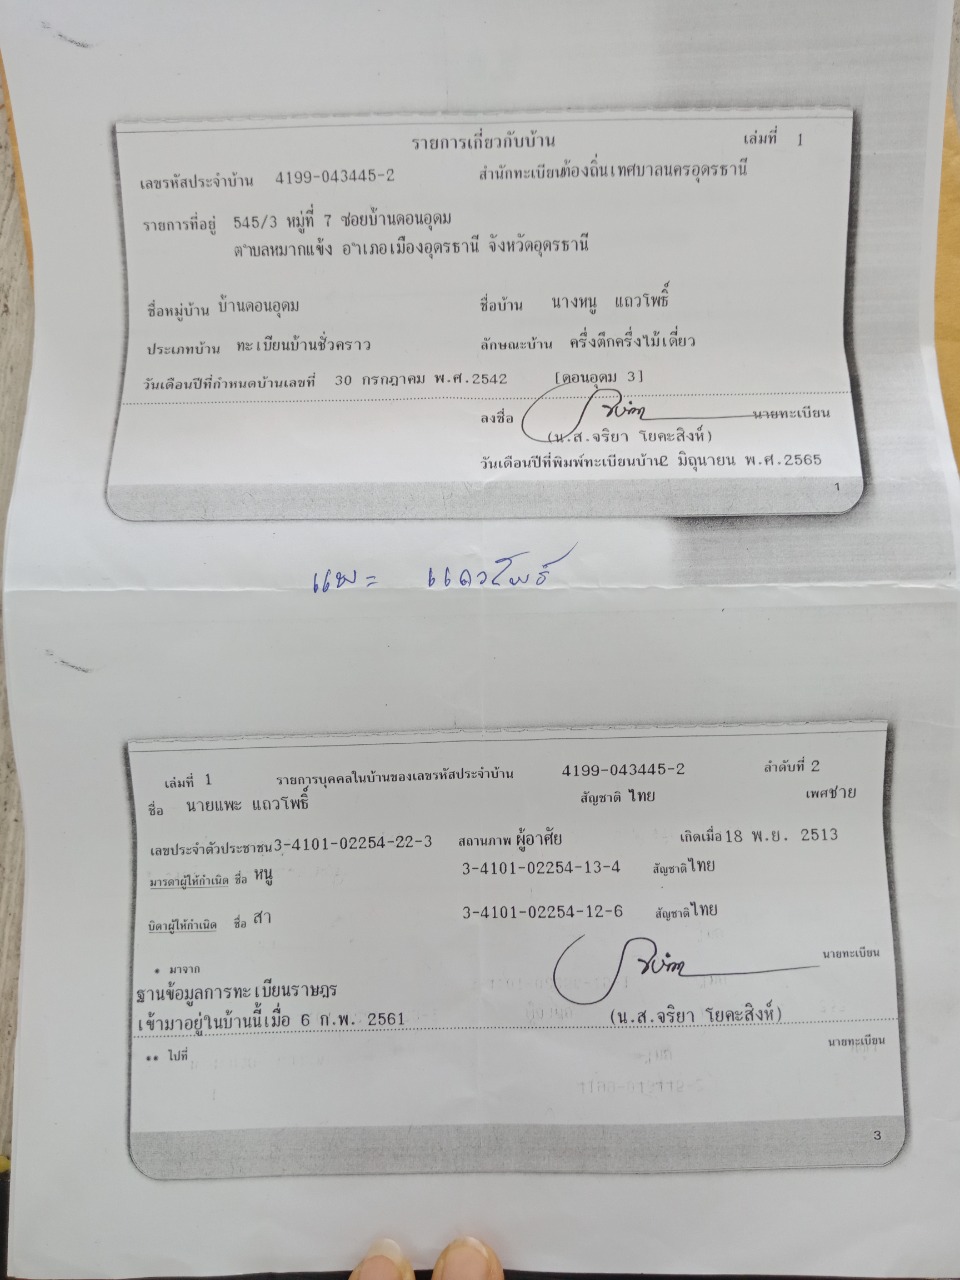 รายการเกี่ยวกับบ้าน เล่มที่ 1
เลขรหัสประจำบ้าน 4199-043445-2 สำนักทะเบียนท้องถิ่นเทศบาลนครอุดรธานี
รายการที่อยู่ 545/3 หมู่ที่ 7 ซอยบ้านดอนอุดม
ตำบลหมากแข้ง อำเภอเมืองอุดรธานี จังหวัดอุดรธานี
ชื่อหมู่บ้าน บ้านดอนอุดม ชื่อบ้าน นางหนู แถวโพธิ์
ประเภทบ้าน ทะเบียนบ้านชั่วคราว ลักษณะบ้าน ครึ่งตึกครึ่งไม้เดี่ยว
วันเดือนปีที่กำหนดบ้านเลขที่ 30 กรกฎาคม พ.ศ.2542 [ดอนอุดม 3]
ลงชื่อ นายทะเบียน
(น.ส.จริยา โยคะสิงห์)
วันเดือนปีที่พิมพ์ทะเบียนบ้าน2 มิถุนายน พ.ศ.2565
1
แพะ แถวโพธิ์
เล่มที่ 1 รายการบุคคลในบ้านของเลขรหัสประจำบ้าน 4199-043445-2 ลำดับที่ 2
ชื่อ นายแพะ แถวโพธิ์ สัญชาติ ไทย เพศชาย
เลขประจำตัวประชาชน3-4101-02254-22-3 สถานภาพ ผู้อาศัย เกิดเมื่อ18 พ.ย. 2513
มารดาผู้ให้กำเนิด ชื่อ หนู 3-4101-02254-13-4 สัญชาติไทย
บิดาผู้ให้กำเนิด ชื่อ สา 3-4101-02254-12-6 สัญชาติไทย
* มาจาก นายทะเบียน
ฐานข้อมูลการทะเบียนราษฎร
เข้ามาอยู่ในบ้านนี้เมื่อ 6 ก.พ. 2561 (น.ส.จริยา โยคะสิงห์)
** ไปที่ นายทะเบียน
3